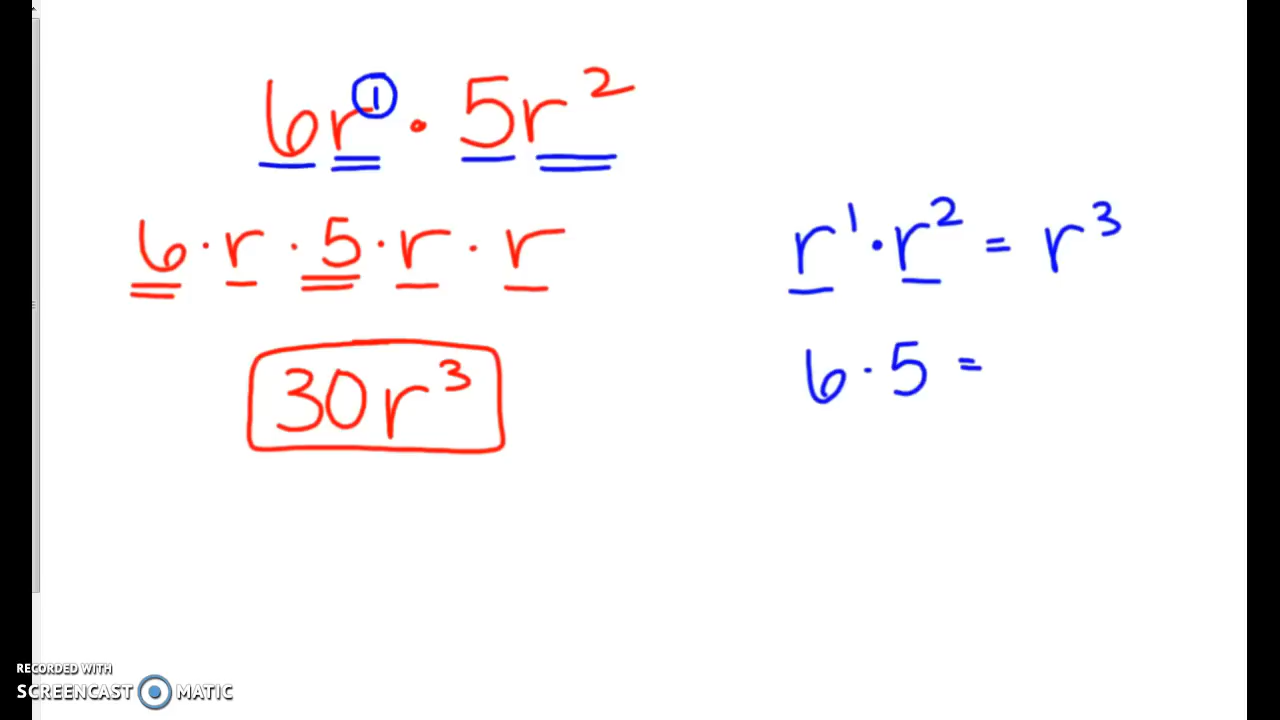 6r¹ · 5r²
6 · r · 5 · r · r
30r³
r¹ · r² = r³
6 · 5 =
RECORDED WITH
SCREENCAST MATIC